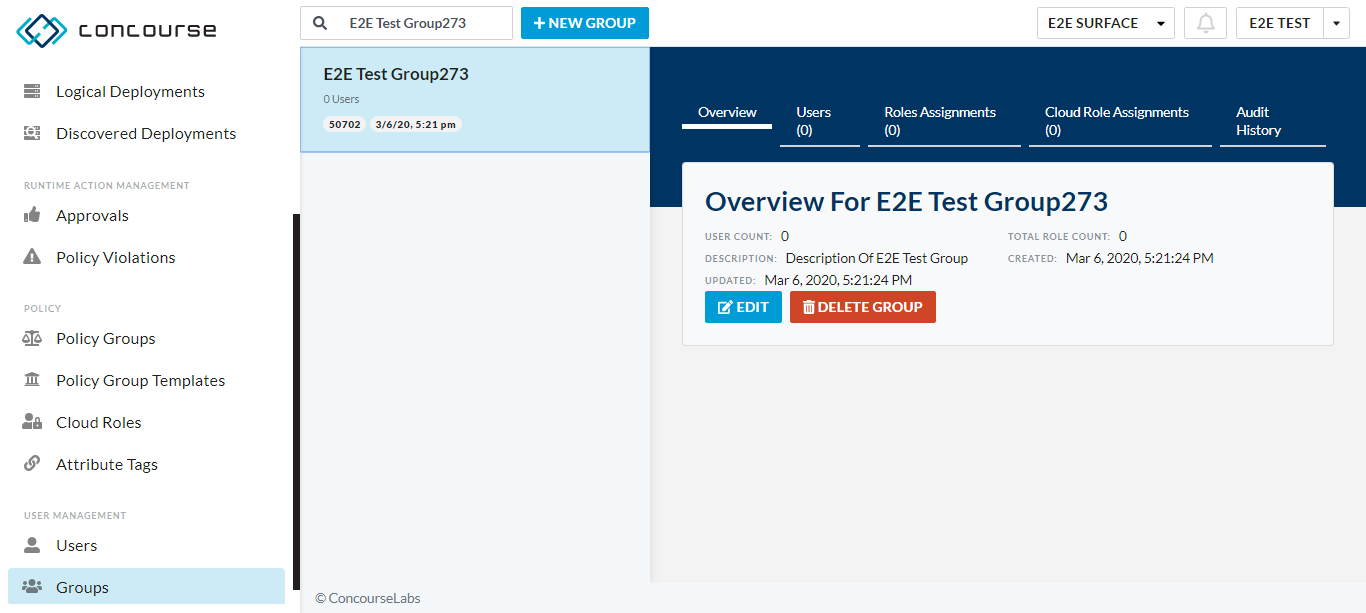 concourse
Logical Deployments
Discovered Deployments
RUNTIME ACTION MANAGEMENT
Approvals
Policy Violations
POLICY
Policy Groups
Policy Group Templates
Cloud Roles
Attribute Tags
USER MANAGEMENT
Users
Groups
E2E Test Group273
+ NEW GROUP
E2E SURFACE
E2E TEST
E2E Test Group273
0 Users
50702 3/6/20, 5:21 pm
Overview
Users
(0)
Roles Assignments
(0)
Cloud Role Assignments
(0)
Audit
History
Overview For E2E Test Group273
USER COUNT: 0
TOTAL ROLE COUNT: 0
DESCRIPTION: Description Of E2E Test Group
CREATED: Mar 6, 2020, 5:21:24 PM
UPDATED: Mar 6, 2020, 5:21:24 PM
EDIT
DELETE GROUP
© ConcourseLabs